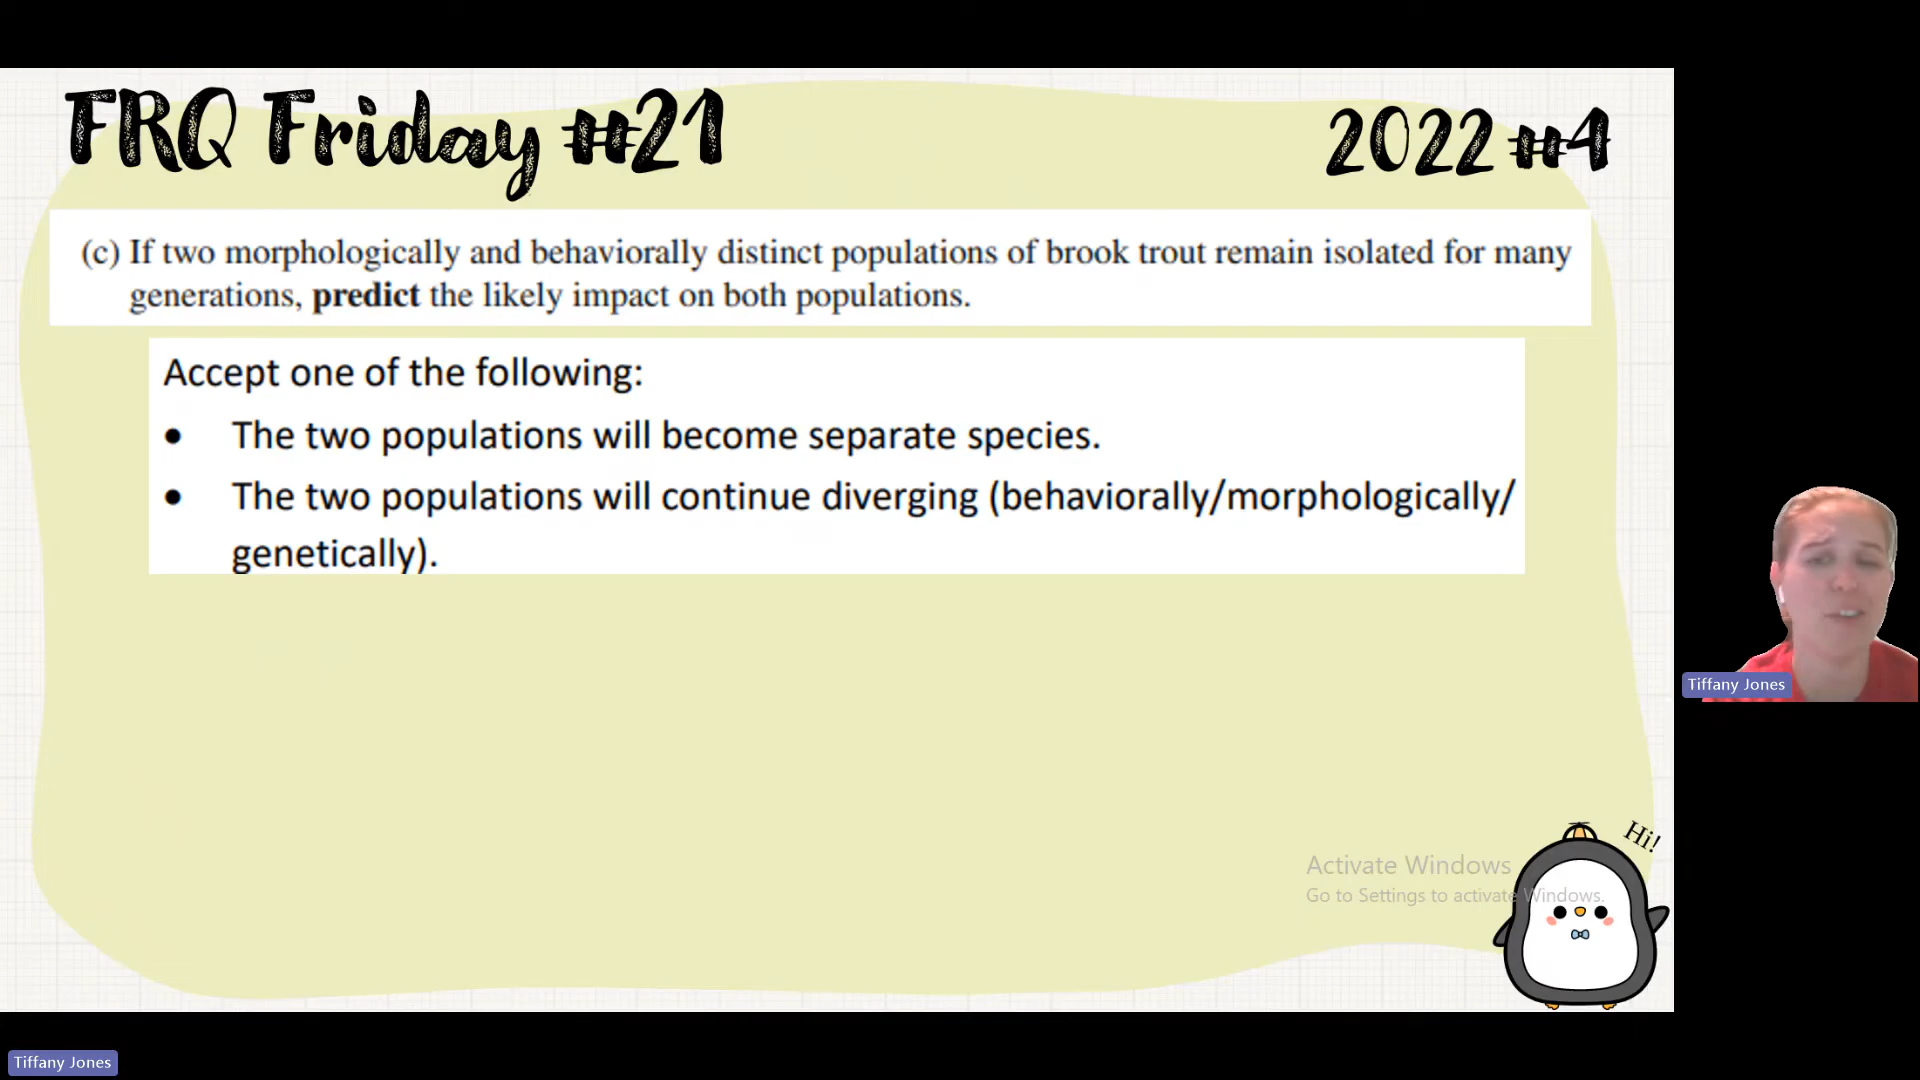 FRQ Friday #21
2022 #4
(c) If two morphologically and behaviorally distinct populations of brook trout remain isolated for many
generations, predict the likely impact on both populations.
Accept one of the following:
• The two populations will become separate species.
• The two populations will continue diverging (behaviorally/morphologically/
genetically).
Tiffany Jones
Hi!
Activate Windows
Go to Settings to activate Windows.
Tiffany Jones